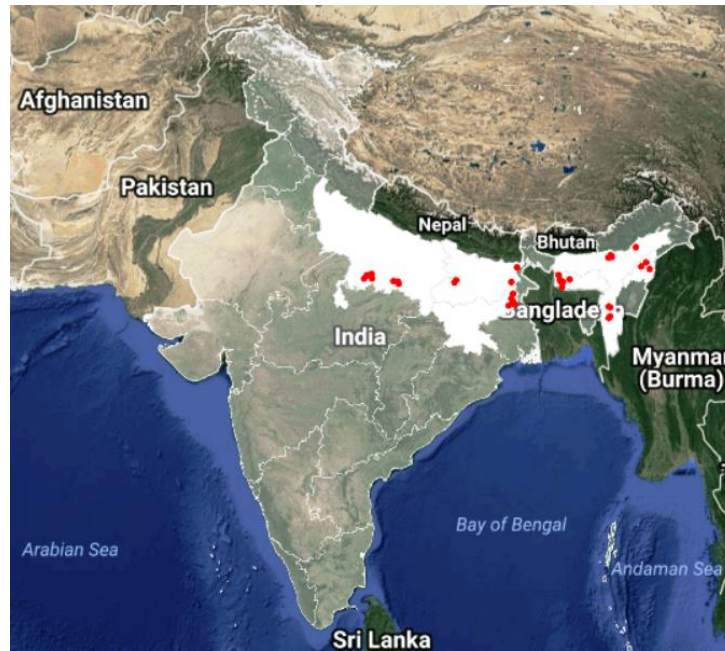 Afghanistan
Pakistan
Nepal
Bhutan
Banglade
India
Myanmar
(Burma)
Bay of Bengal
Arabian Sea
Andaman Sea
Sri Lanka